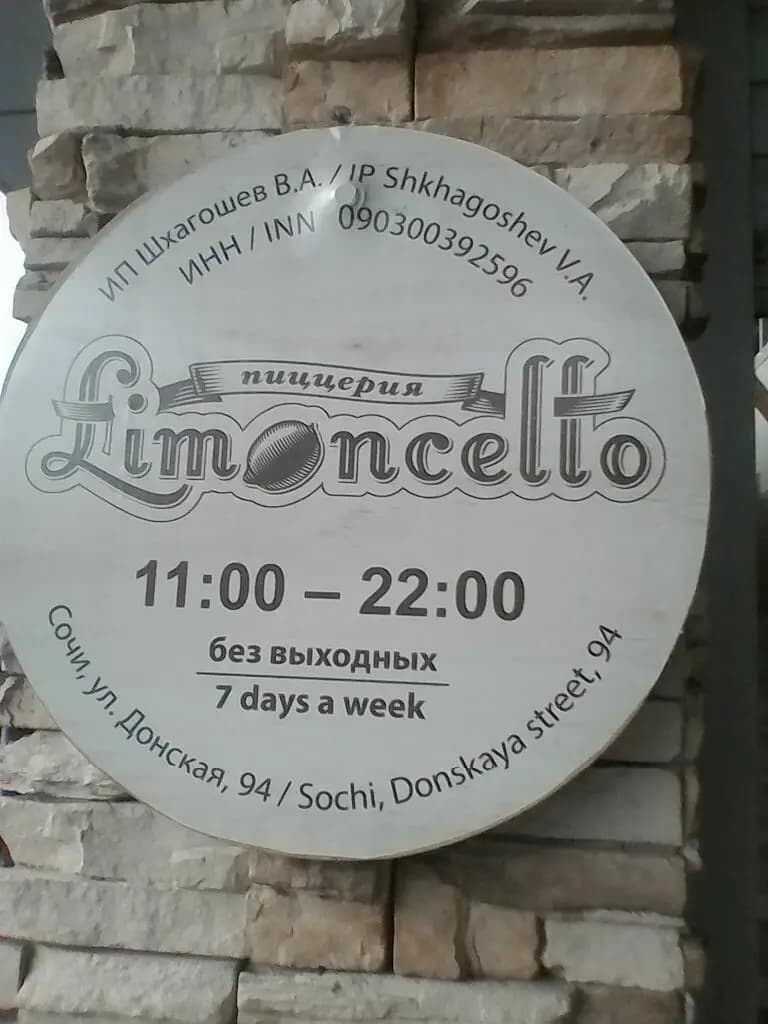 ИП Шхагошев В.А. / IP Shkhagoshev V.A.
ИНН / INN 090300392596
пиццерия
Limoncello
11:00 – 22:00
без выходных
7 days a week
Сочи, ул. Донская, 94 / Sochi, Donskaya street, 94